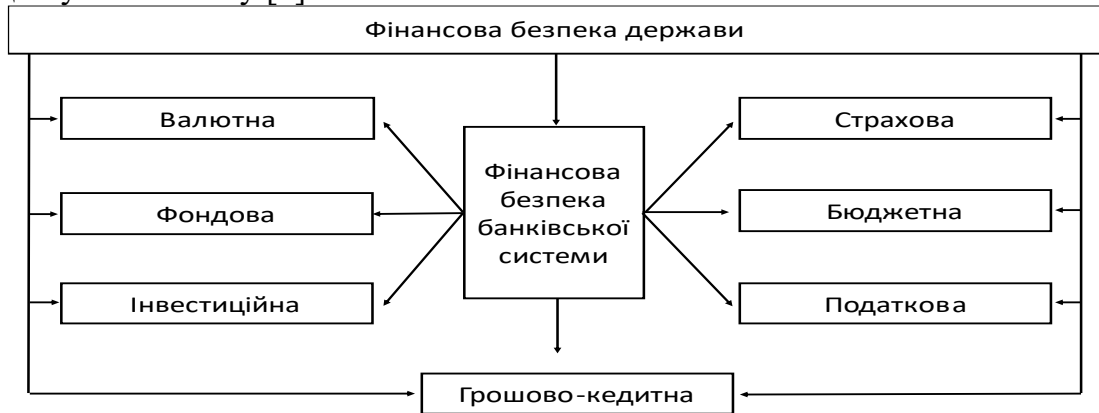 Фінансова безпека держави
Валютна
Страхова
Фінансова
безпека
банківської
системи
Фондова
Бюджетна
Інвестиційна
Податкова
Грошово-кедитна